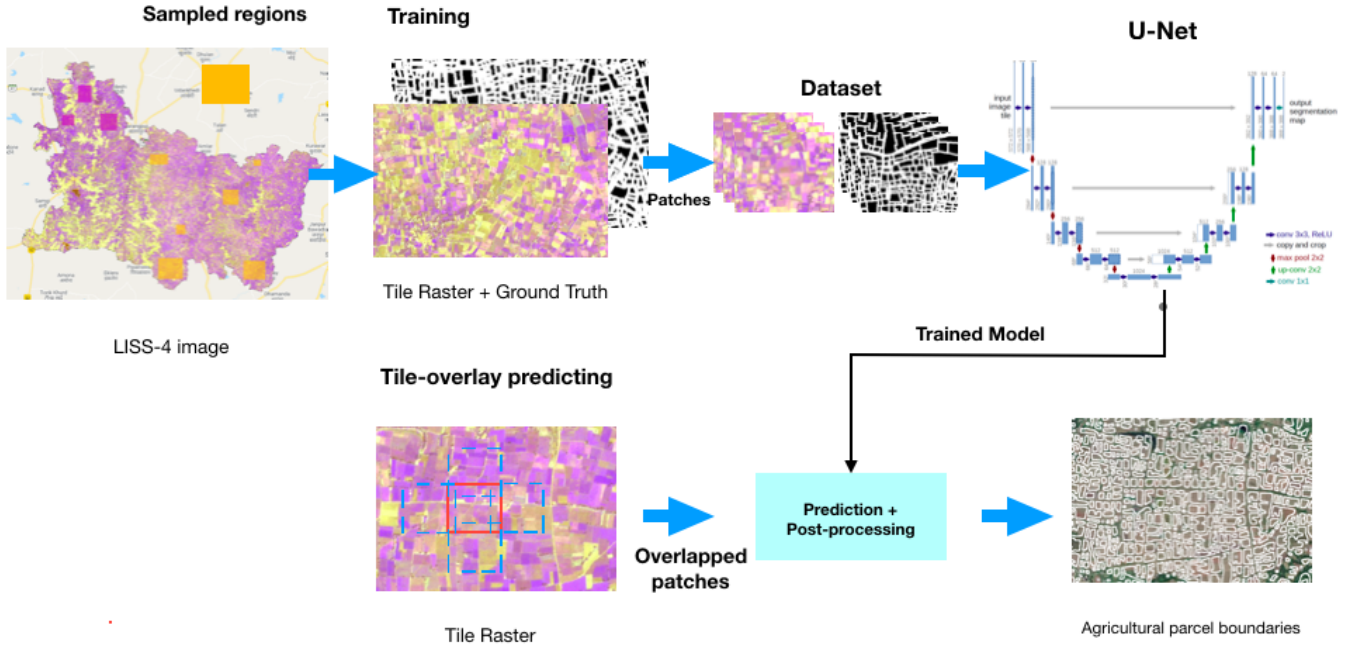 Sampled regions
Training
U-Net
Dataset
input
image
tile
output
segmentation
map
Patches
conv 3x3, ReLU
copy and crop
max pool 2x2
up-conv 2x2
conv 1x1
Tile Raster + Ground Truth
LISS-4 image
Trained Model
Tile-overlay predicting
Prediction +
Post-processing
Overlapped
patches
Tile Raster
Agricultural parcel boundaries